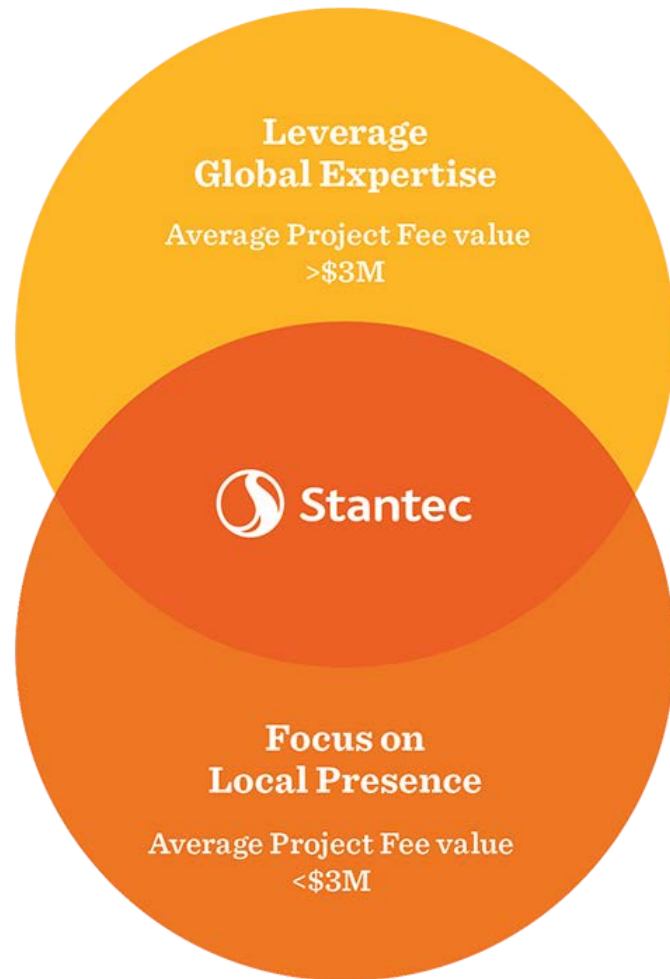 Leverage
Global Expertise
Average Project Fee value
>$3M
Stantec
Focus on
Local Presence
Average Project Fee value
<$3M